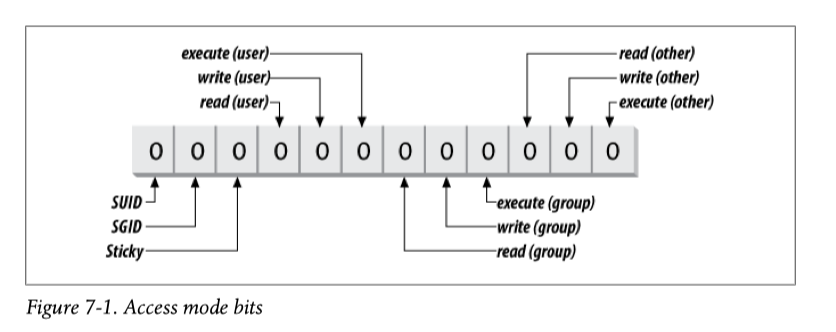 execute (user)
write (user)
read (user)
read (other)
write (other)
execute (other)
0 0 0 0 0 0 0 0 0 0 0 0
SUID
SGID
Sticky
execute (group)
write (group)
read (group)
Figure 7-1. Access mode bits